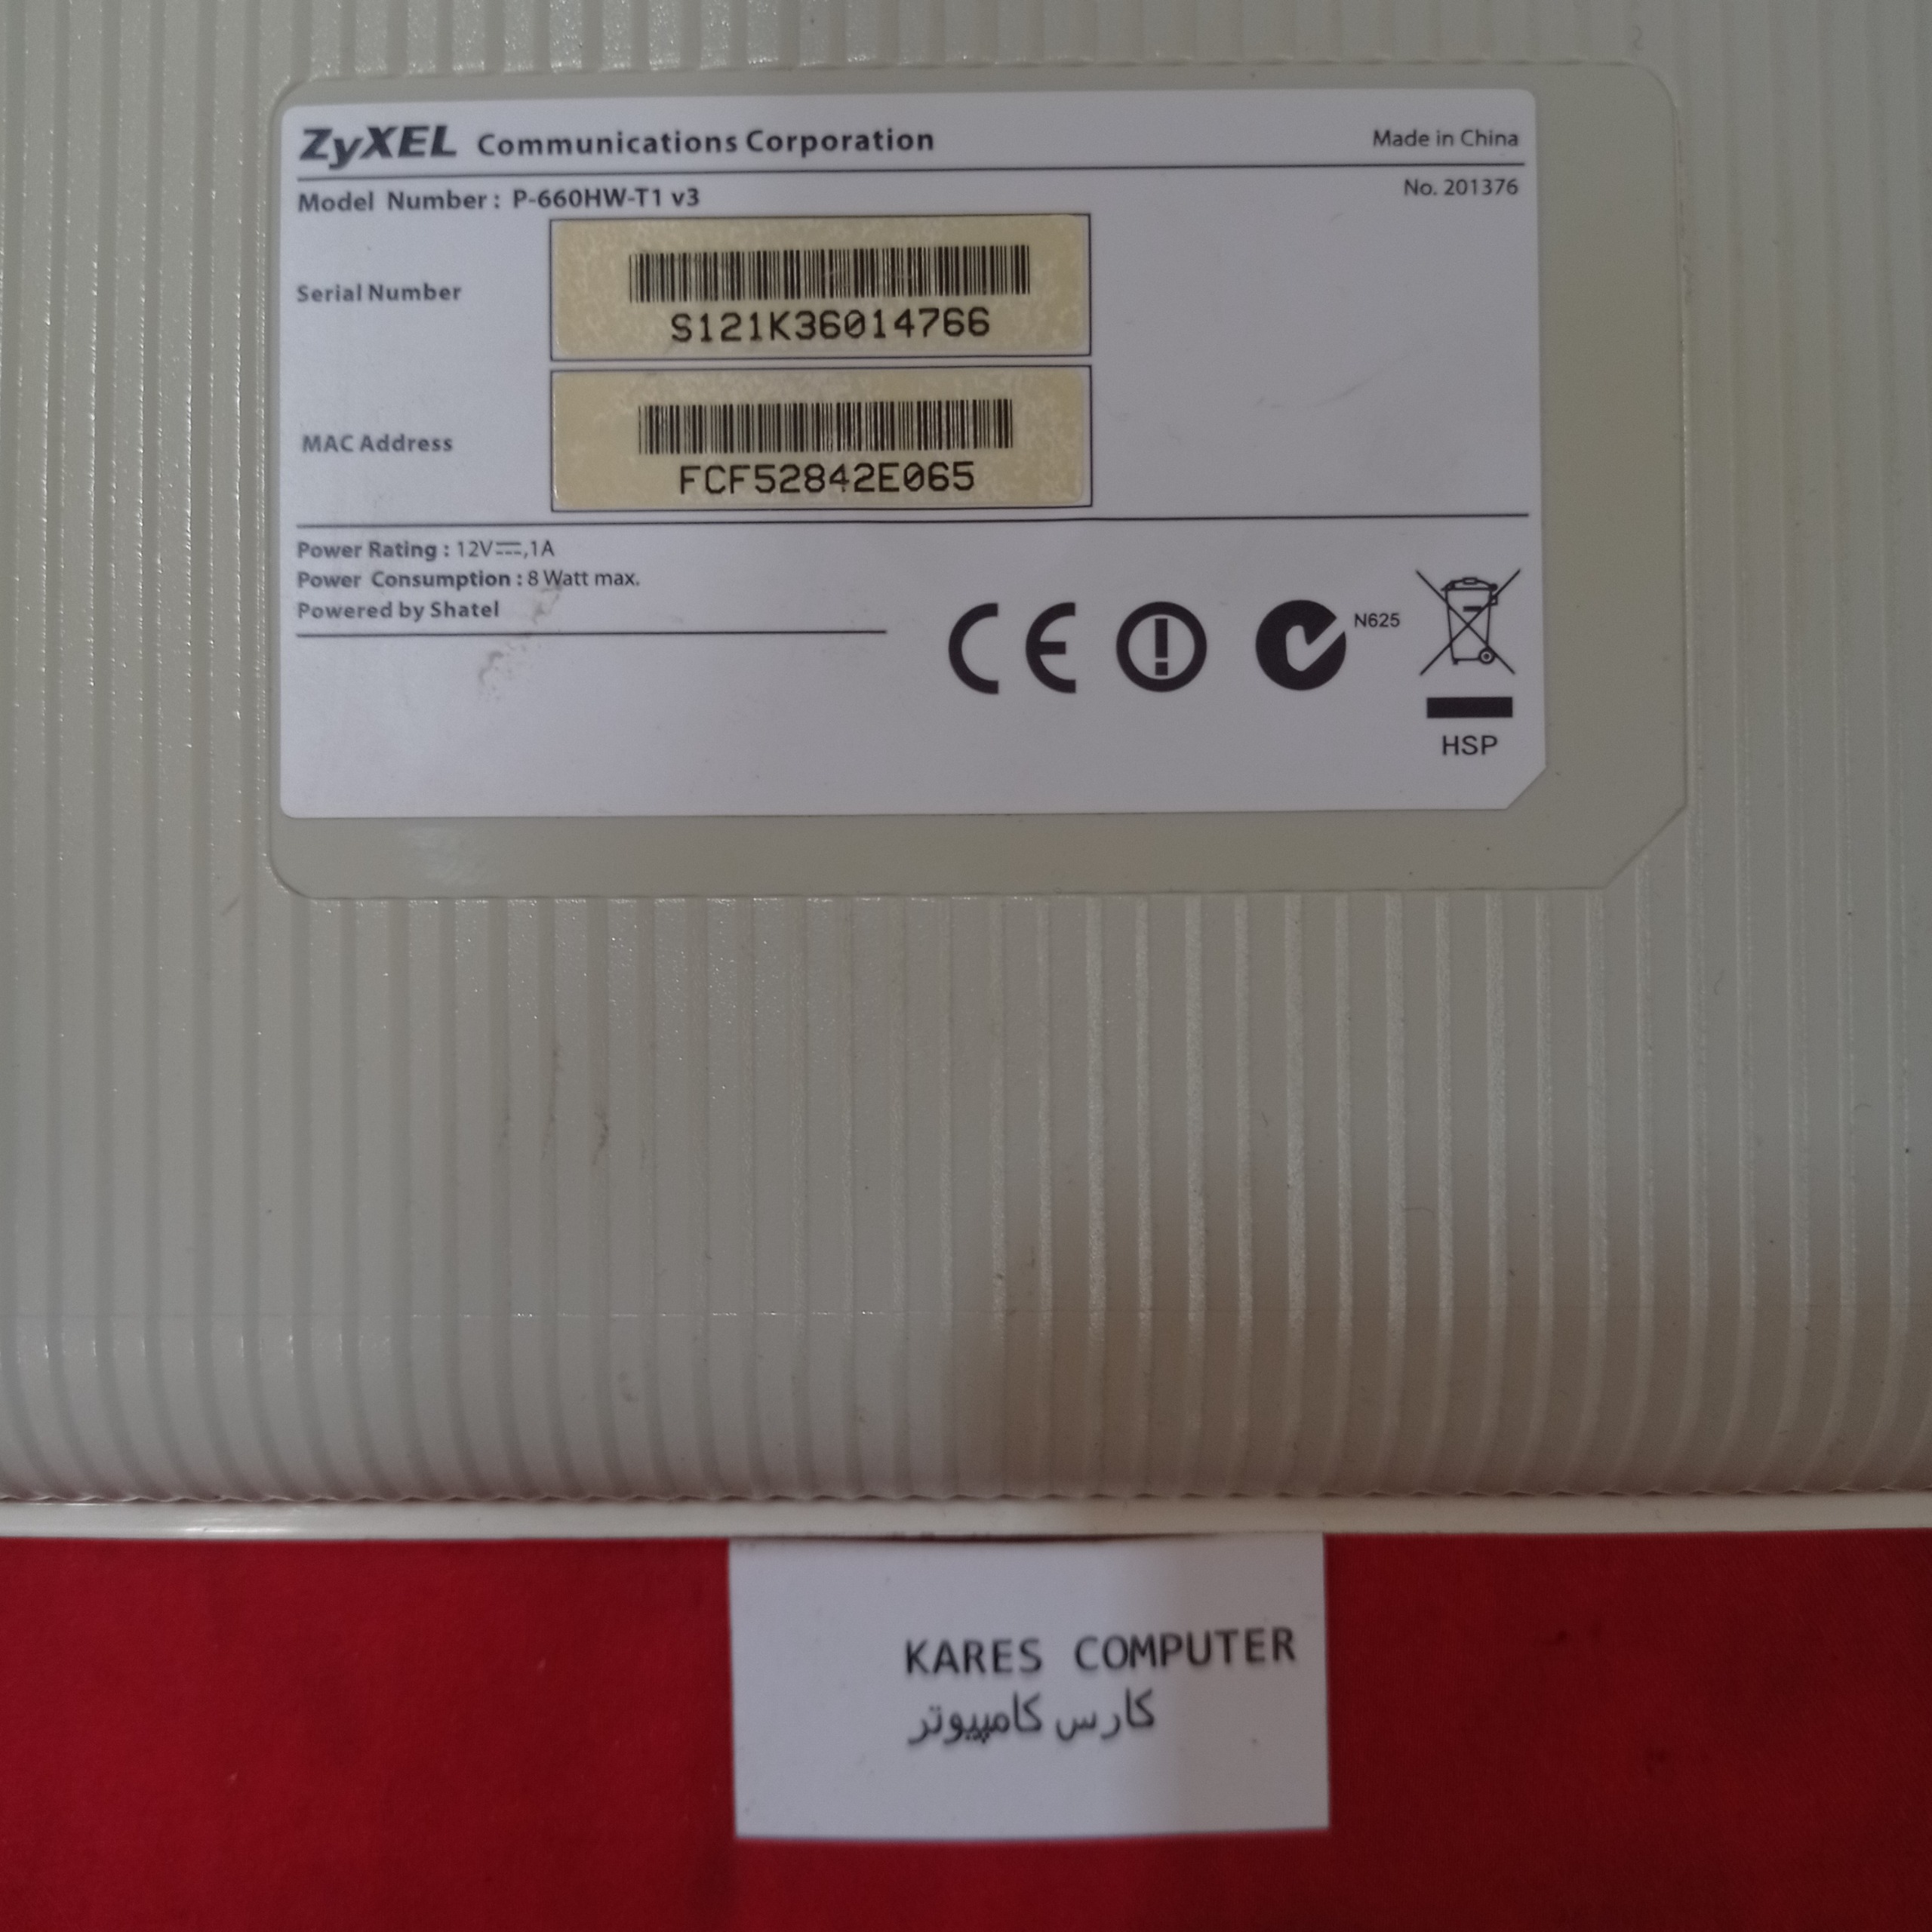 ZyXEL Communications Corporation
Made in China
Model Number : P-660HW-T1 v3
No. 201376
Serial Number
S121K36014766
MAC Address
FCF52842E065
Power Rating : 12V⎓,1A
Power Consumption : 8 Watt max.
Powered by Shatel
CE
N625
HSP
KARES COMPUTER
کارس کامپیوتر